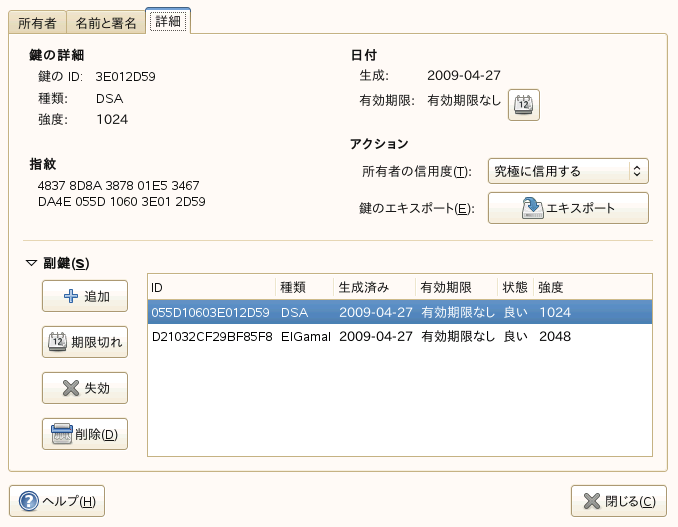 所有者 名前と署名 詳細
鍵の詳細
鍵の ID: 3E012D59
種類: DSA
強度: 1024
指紋
4837 8D8A 3878 01E5 3467
DA4E 055D 1060 3E01 2D59
日付
生成: 2009-04-27
有効期限: 有効期限なし 12
アクション
所有者の信用度(T): 究極に信用する
鍵のエキスポート(E): エキスポート
副鍵(S)
追加
12 期限切れ
失効
削除(D)
ID 種類 生成済み 有効期限 状態 強度
055D10603E012D59 DSA 2009-04-27 有効期限なし 良い 1024
D21032CF29BF85F8 ElGamal 2009-04-27 有効期限なし 良い 2048
ヘルプ(H) 閉じる(C)